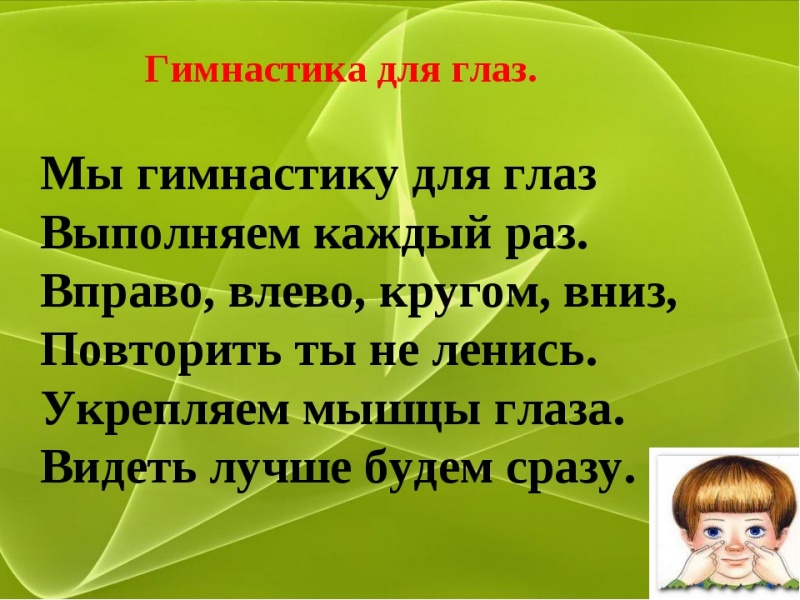 Гимнастика для глаз.
Мы гимнастику для глаз
Выполняем каждый раз.
Вправо, влево, кругом, вниз,
Повторить ты не ленись.
Укрепляем мышцы глаза.
Видеть лучше будем сразу.